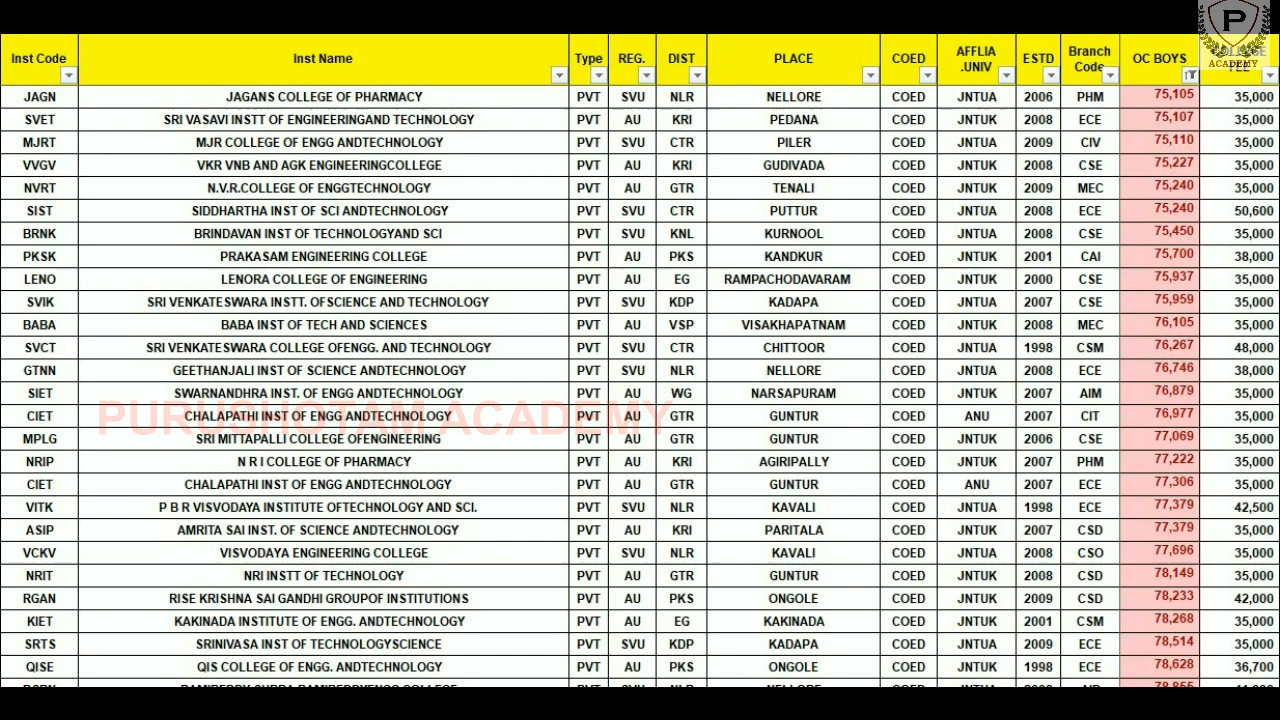 P
ACADEMY
Inst Code Inst Name Type REG. DIST PLACE COED AFFLIA .UNIV ESTD Branch Code OC BOYS COLLEGE FEE
JAGN JAGANS COLLEGE OF PHARMACY PVT SVU NLR NELLORE COED JNTUA 2006 PHM 75,105 35,000
SVET SRI VASAVI INSTT OF ENGINEERINGAND TECHNOLOGY PVT AU KRI PEDANA COED JNTUK 2008 ECE 75,107 35,000
MJRT MJR COLLEGE OF ENGG ANDTECHNOLOGY PVT SVU CTR PILER COED JNTUA 2009 CIV 75,110 35,000
VVGV VKR VNB AND AGK ENGINEERINGCOLLEGE PVT AU KRI GUDIVADA COED JNTUK 2008 CSE 75,227 35,000
NVRT N.V.R.COLLEGE OF ENGGTECHNOLOGY PVT AU GTR TENALI COED JNTUK 2009 MEC 75,240 35,000
SIST SIDDHARTHA INST OF SCI ANDTECHNOLOGY PVT SVU CTR PUTTUR COED JNTUA 2008 ECE 75,240 50,600
BRNK BRINDAVAN INST OF TECHNOLOGYAND SCI PVT SVU KNL KURNOOL COED JNTUA 2008 CSE 75,450 35,000
PKSK PRAKASAM ENGINEERING COLLEGE PVT AU PKS KANDKUR COED JNTUK 2001 CAI 75,700 38,000
LENO LENORA COLLEGE OF ENGINEERING PVT AU EG RAMPACHODAVARAM COED JNTUK 2000 CSE 75,937 35,000
SVIK SRI VENKATESWARA INSTT. OFSCIENCE AND TECHNOLOGY PVT SVU KDP KADAPA COED JNTUA 2007 CSE 75,959 35,000
BABA BABA INST OF TECH AND SCIENCES PVT AU VSP VISAKHAPATNAM COED JNTUK 2008 MEC 76,105 35,000
SVCT SRI VENKATESWARA COLLEGE OFENGG. AND TECHNOLOGY PVT SVU CTR CHITTOOR COED JNTUA 1998 CSM 76,267 48,000
GTNN GEETHANJALI INST OF SCIENCE ANDTECHNOLOGY PVT SVU NLR NELLORE COED JNTUA 2008 ECE 76,746 38,000
SIET SWARNANDHRA INST. OF ENGG ANDTECHNOLOGY PVT AU WG NARSAPURAM COED JNTUK 2007 AIM 76,879 35,000
PURUSHOTAM ACADEMY
CIET CHALAPATHI INST OF ENGG ANDTECHNOLOGY PVT AU GTR GUNTUR COED ANU 2007 CIT 76,977 35,000
MPLG SRI MITTAPALLI COLLEGE OFENGINEERING PVT AU GTR GUNTUR COED JNTUK 2006 CSE 77,069 35,000
NRIP N R I COLLEGE OF PHARMACY PVT AU KRI AGIRIPALLY COED JNTUK 2007 PHM 77,222 35,000
CIET CHALAPATHI INST OF ENGG ANDTECHNOLOGY PVT AU GTR GUNTUR COED ANU 2007 ECE 77,306 35,000
VITK P B R VISVODAYA INSTITUTE OFTECHNOLOGY AND SCI. PVT SVU NLR KAVALI COED JNTUA 1998 ECE 77,379 42,500
ASIP AMRITA SAI INST. OF SCIENCE ANDTECHNOLOGY PVT AU KRI PARITALA COED JNTUK 2007 CSD 77,379 35,000
VCKV VISVODAYA ENGINEERING COLLEGE PVT SVU NLR KAVALI COED JNTUA 2008 CSO 77,696 35,000
NRIT NRI INSTT OF TECHNOLOGY PVT AU GTR GUNTUR COED JNTUK 2008 CSD 78,149 35,000
RGAN RISE KRISHNA SAI GANDHI GROUPOF INSTITUTIONS PVT AU PKS ONGOLE COED JNTUK 2009 CSD 78,233 42,000
KIET KAKINADA INSTITUTE OF ENGG. ANDTECHNOLOGY PVT AU EG KAKINADA COED JNTUK 2001 CSM 78,268 35,000
SRTS SRINIVASA INST OF TECHNOLOGYSCIENCE PVT SVU KDP KADAPA COED JNTUA 2009 ECE 78,514 35,000
QISE QIS COLLEGE OF ENGG. ANDTECHNOLOGY PVT AU PKS ONGOLE COED JNTUK 1998 ECE 78,628 36,700